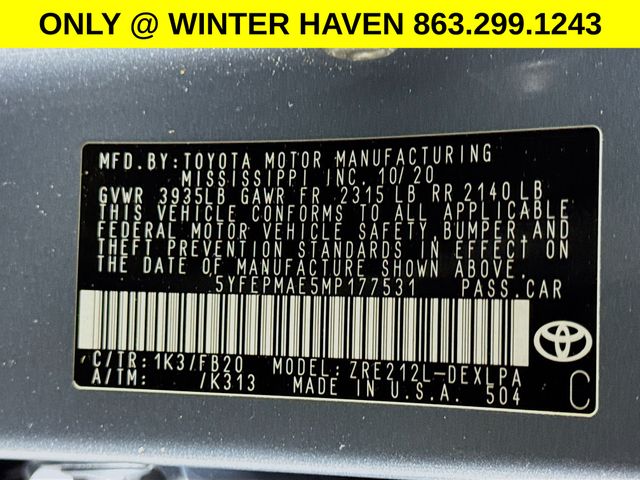 ONLY @ WINTER HAVEN 863.299.1243
MFD.BY:TOYOTA MOTOR MANUFACTURING
MISSISSIPPI INC. 10/20
GVWR 3935LB GAWR FR 2315 LB RR 2140 LB
THIS VEHICLE CONFORMS TO ALL APPLICABLE
FEDERAL MOTOR VEHICLE SAFETY, BUMPER AND
THEFT PREVENTION STANDARDS IN EFFECT ON
THE DATE OF MANUFACTURE SHOWN ABOVE.
5YFEPMAE5MP177531 PASS.CAR
C/TR: 1K3/FB20 MODEL: ZRE212L-DEXLPA
A/TM: /K313 MADE IN U.S.A. 504
C